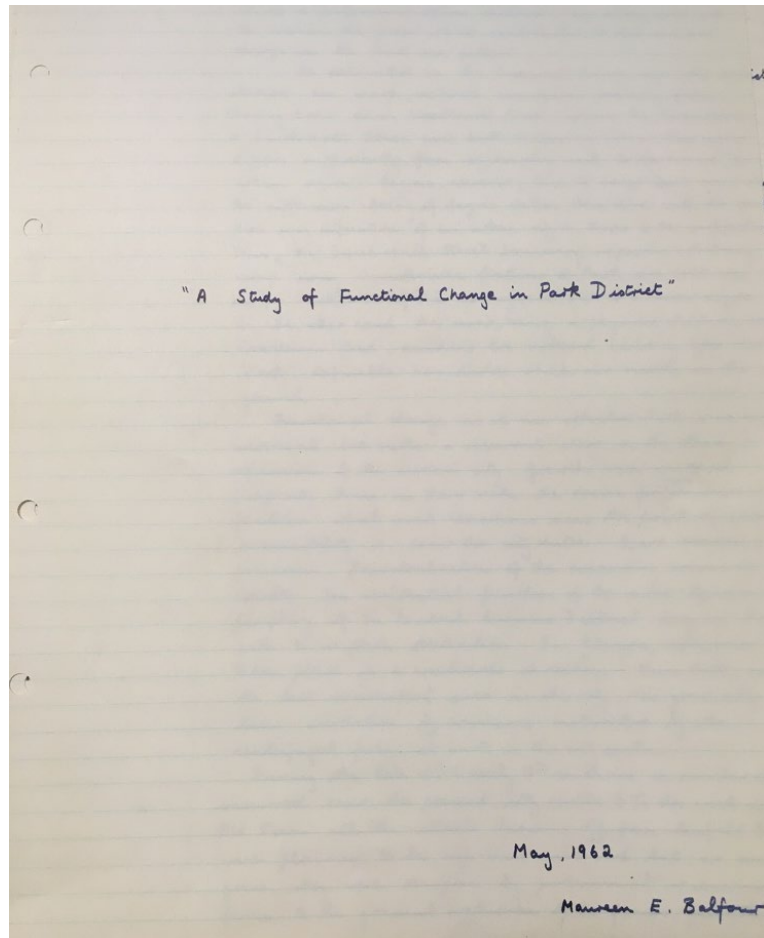 "A Study of Functional Change in Park District"
May, 1962
Maureen E. Balfour